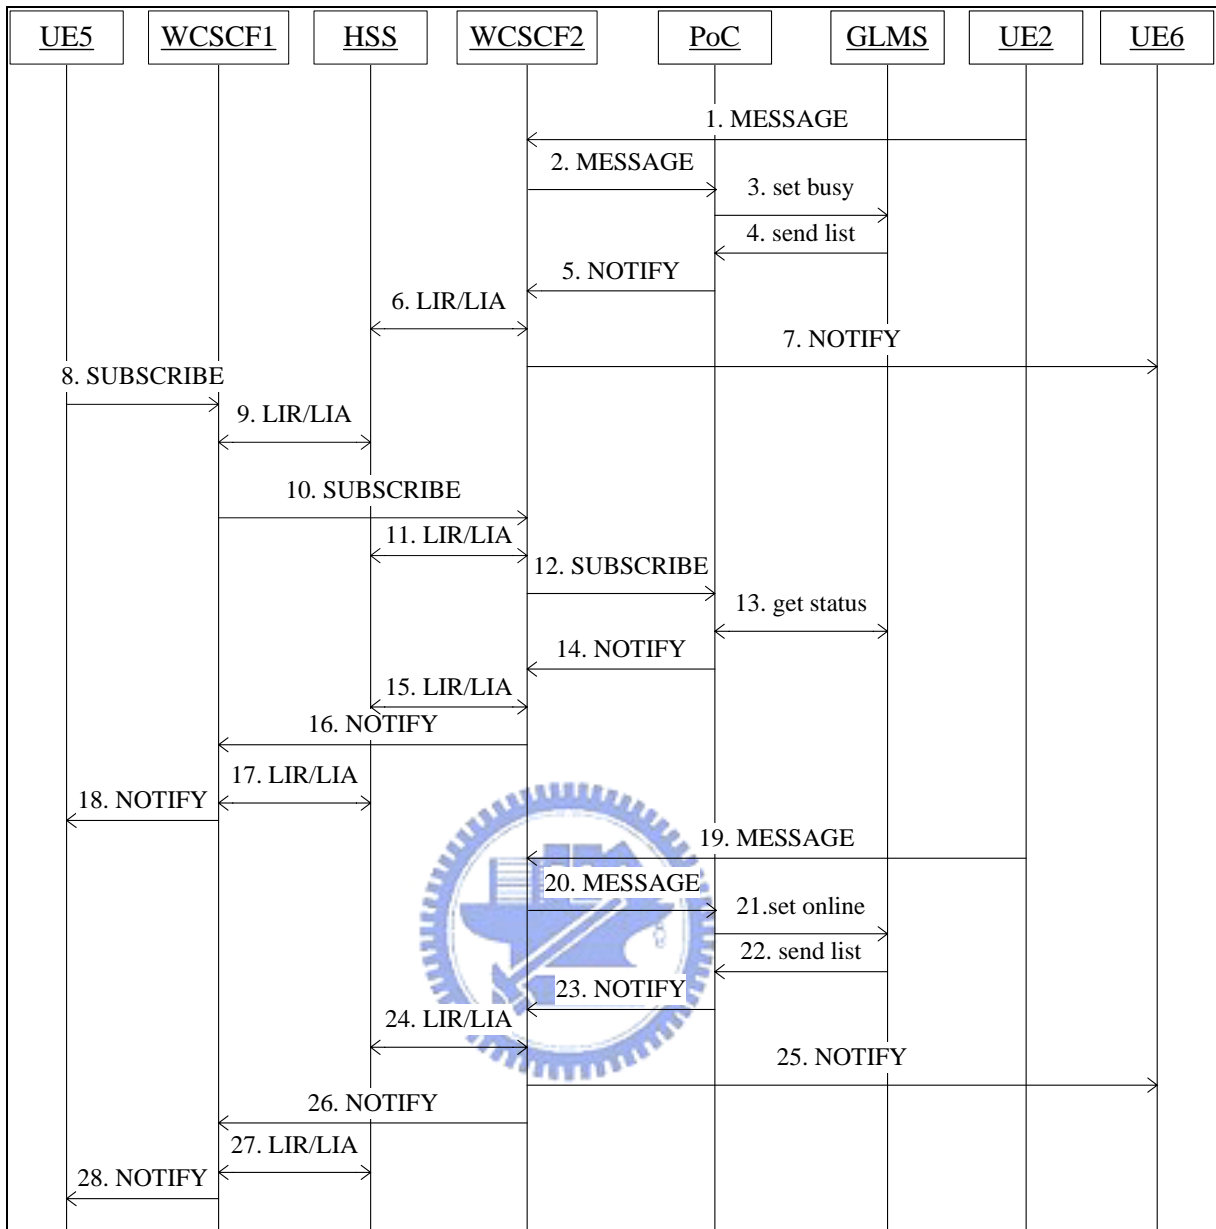 UE5 WCSCF1 HSS WCSCF2 PoC GLMS UE2 UE6
1. MESSAGE
2. MESSAGE
3. set busy
4. send list
5. NOTIFY
6. LIR/LIA
7. NOTIFY
8. SUBSCRIBE
9. LIR/LIA
10. SUBSCRIBE
11. LIR/LIA
12. SUBSCRIBE
13. get status
14. NOTIFY
15. LIR/LIA
16. NOTIFY
17. LIR/LIA
18. NOTIFY
19. MESSAGE
20. MESSAGE
21.set online
22. send list
23. NOTIFY
24. LIR/LIA
25. NOTIFY
26. NOTIFY
27. LIR/LIA
28. NOTIFY